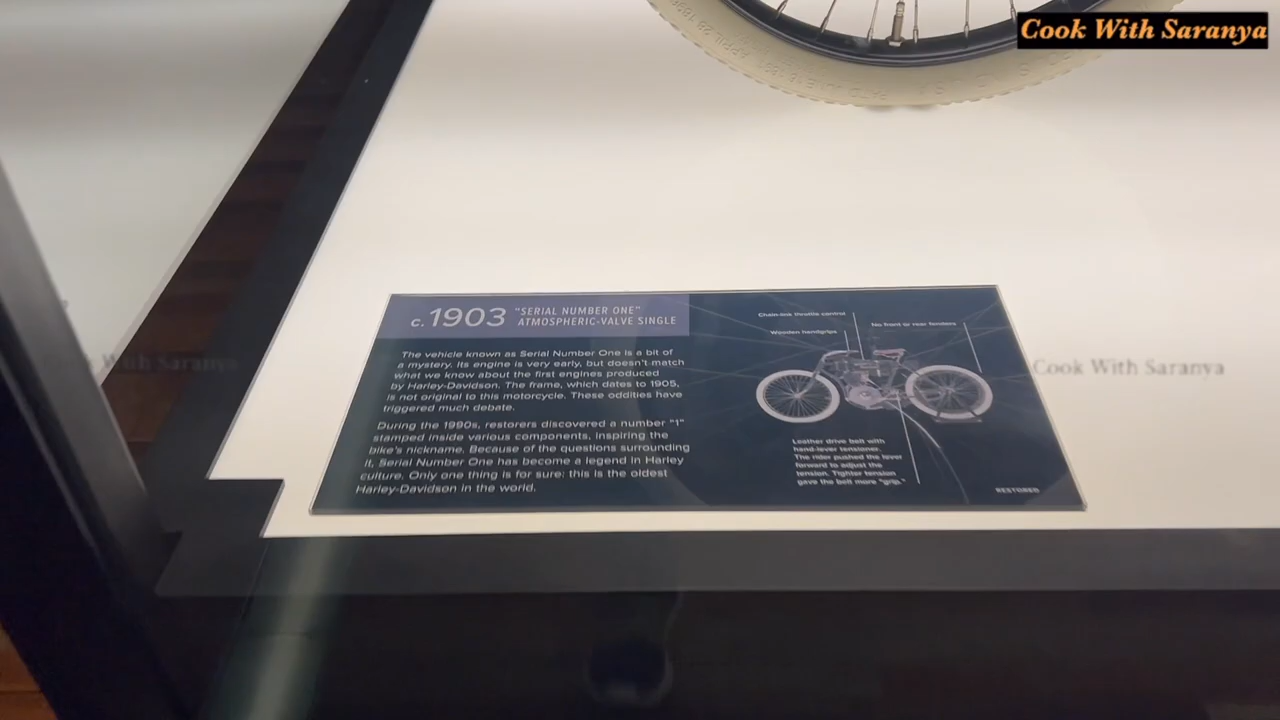 Cook With Saranya
c. 1903 "SERIAL NUMBER ONE"
ATMOSPHERIC-VALVE SINGLE
The vehicle known as Serial Number One is a bit of
a mystery. Its engine is very early, but doesn't match
what we know about the first engines produced
by Harley-Davidson. The frame, which dates to 1905,
is not original to this motorcycle. These oddities have
triggered much debate.
During the 1990s, restorers discovered a number "1"
stamped inside various components, inspiring the
bike's nickname. Because of the questions surrounding
it, Serial Number One has become a legend in Harley
culture. Only one thing is for sure: this is the oldest
Harley-Davidson in the world.
Chain-link throttle control
Wooden handgrips
No front or rear fenders
Leather drive belt with
hand-lever tensioner.
The rider pushed the lever
forward to adjust the
tension. Tighter tension
gave the belt more "grip."
RESTORED
Cook With Saranya
With Saranya